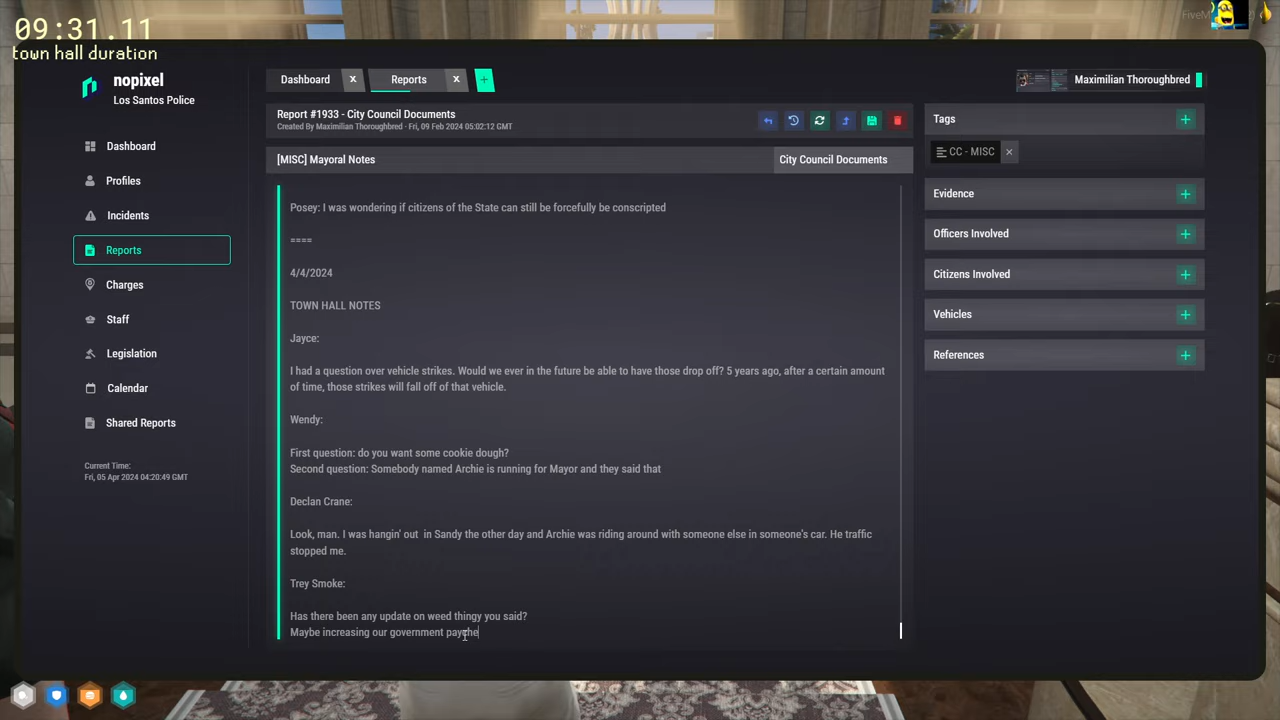 09:31.11
town hall duration
FiveM
nopixel
Los Santos Police
Dashboard
Profiles
Incidents
Reports
Charges
Staff
Legislation
Calendar
Shared Reports
Current Time:
Fri, 05 Apr 2024 04:20:49 GMT
Dashboard x Reports x +
Maximilian Thoroughbred
Report #1933 - City Council Documents
Created By Maximilian Thoroughbred · Fri, 09 Feb 2024 05:02:12 GMT
[MISC] Mayoral Notes
City Council Documents
Posey: I was wondering if citizens of the State can still be forcefully be conscripted
====
4/4/2024
TOWN HALL NOTES
Jayce:
I had a question over vehicle strikes. Would we ever in the future be able to have those drop off? 5 years ago, after a certain amount
of time, those strikes will fall off of that vehicle.
Wendy:
First question: do you want some cookie dough?
Second question: Somebody named Archie is running for Mayor and they said that
Declan Crane:
Look, man. I was hangin' out in Sandy the other day and Archie was riding around with someone else in someone's car. He traffic
stopped me.
Trey Smoke:
Has there been any update on weed thingy you said?
Maybe increasing our government payche
Tags +
CC - MISC x
Evidence +
Officers Involved +
Citizens Involved +
Vehicles +
References +